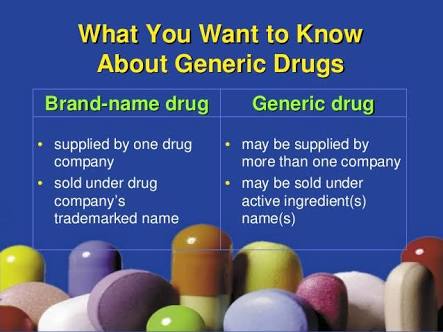 What You Want to Know
About Generic Drugs
Brand-name drug
Generic drug
• supplied by one drug
company
• sold under drug
company's
trademarked name
• may be supplied by
more than one company
• may be sold under
active ingredient(s)
name(s)